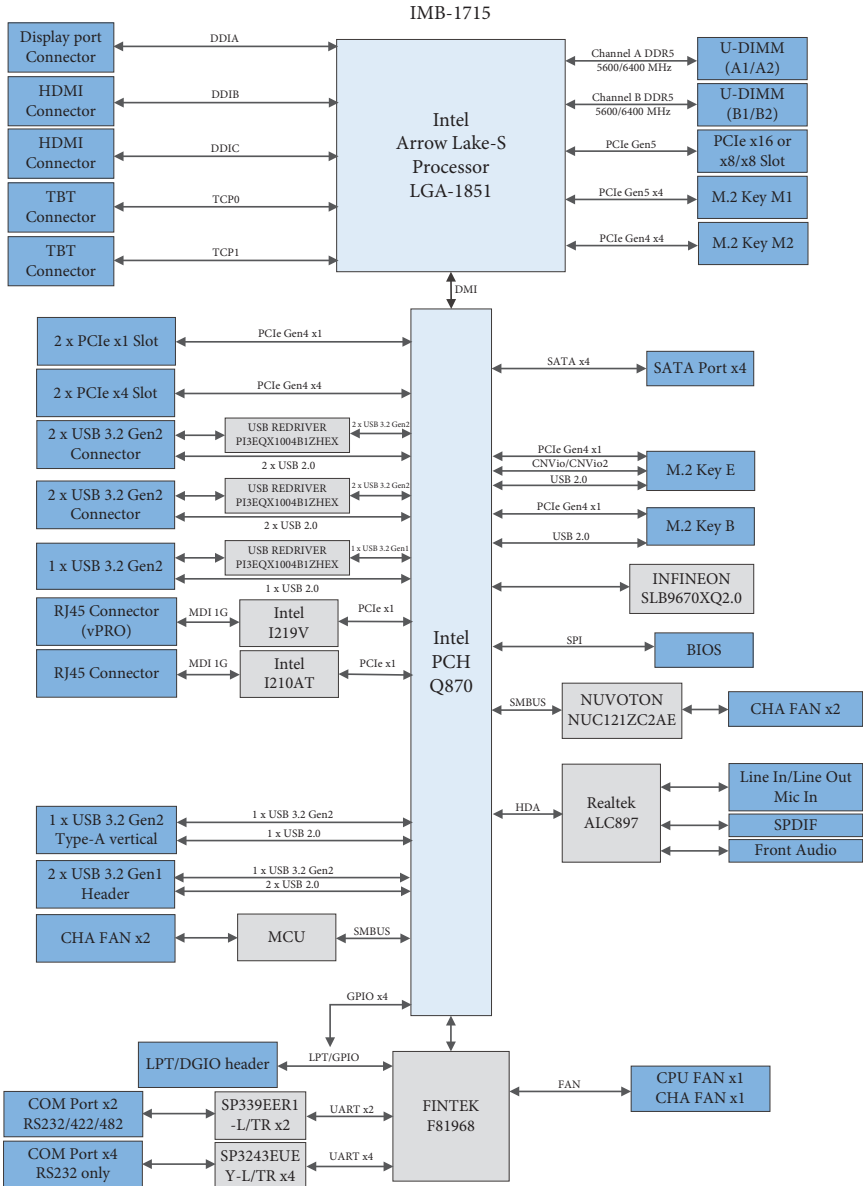 IMB-1715
Display port
Connector
DDIA
HDMI
Connector
DDIB
HDMI
Connector
DDIC
TBT
Connector
TCP0
TBT
Connector
TCP1
Intel
Arrow Lake-S
Processor
LGA-1851
Channel A DDR5
5600/6400 MHz
U-DIMM
(A1/A2)
Channel B DDR5
5600/6400 MHz
U-DIMM
(B1/B2)
PCIe Gen5
PCIe x16 or
x8/x8 Slot
PCIe Gen5 x4
M.2 Key M1
PCIe Gen4 x4
M.2 Key M2
DMI
2 x PCIe x1 Slot
PCIe Gen4 x1
2 x PCIe x4 Slot
PCIe Gen4 x4
2 x USB 3.2 Gen2
Connector
USB REDRIVER
PI3EQX1004B1ZHEX
2 x USB 3.2 Gen2
2 x USB 2.0
2 x USB 3.2 Gen2
Connector
USB REDRIVER
PI3EQX1004B1ZHEX
2 x USB 3.2 Gen2
2 x USB 2.0
1 x USB 3.2 Gen2
USB REDRIVER
PI3EQX1004B1ZHEX
1 x USB 3.2 Gen1
1 x USB 2.0
RJ45 Connector
(vPRO)
MDI 1G
Intel
I219V
PCIe x1
RJ45 Connector
MDI 1G
Intel
I210AT
PCIe x1
1 x USB 3.2 Gen2
Type-A vertical
1 x USB 3.2 Gen2
1 x USB 2.0
2 x USB 3.2 Gen1
Header
1 x USB 3.2 Gen2
2 x USB 2.0
CHA FAN x2
MCU
SMBUS
Intel
PCH
Q870
SATA x4
SATA Port x4
PCIe Gen4 x1
CNVio/CNVio2
USB 2.0
M.2 Key E
PCIe Gen4 x1
USB 2.0
M.2 Key B
INFINEON
SLB9670XQ2.0
SPI
BIOS
SMBUS
NUVOTON
NUC121ZC2AE
CHA FAN x2
HDA
Realtek
ALC897
Line In/Line Out
Mic In
SPDIF
Front Audio
GPIO x4
LPT/DGIO header
LPT/GPIO
COM Port x2
RS232/422/482
SP339EER1
-L/TR x2
UART x2
COM Port x4
RS232 only
SP3243EUE
Y-L/TR x4
UART x4
FINTEK
F81968
FAN
CPU FAN x1
CHA FAN x1